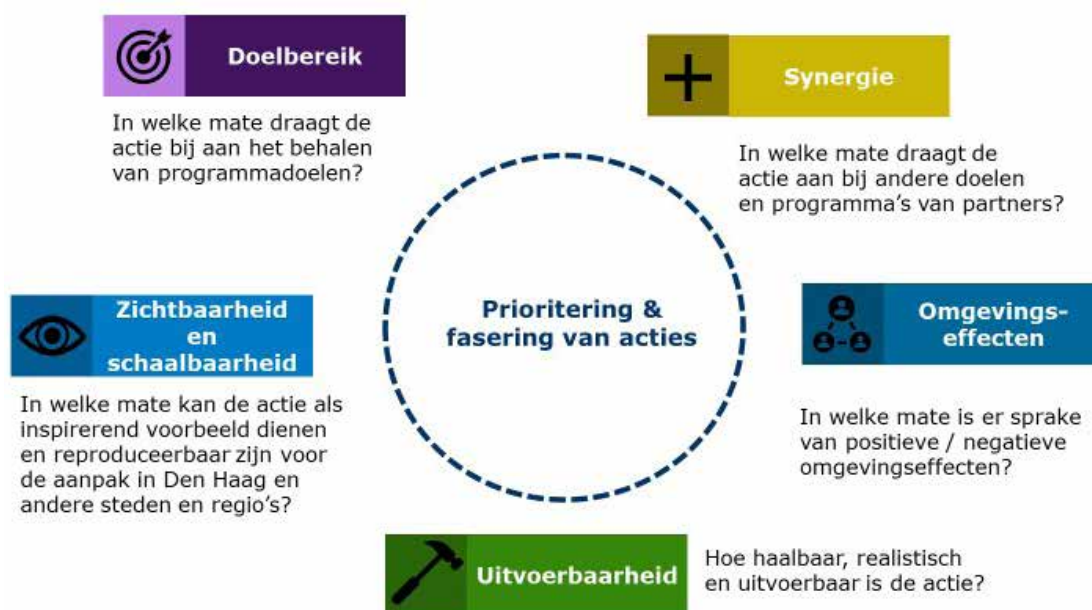 Doelbereik
In welke mate draagt de
actie bij aan het behalen
van programmadoelen?
Synergie
In welke mate draagt de
actie aan bij andere doelen
en programma's van partners?
Prioritering &
fasering van acties
Zichtbaarheid
en
schaalbaarheid
In welke mate kan de actie als
inspirerend voorbeeld dienen
en reproduceerbaar zijn voor
de aanpak in Den Haag en
andere steden en regio's?
Omgevings-
effecten
In welke mate is er sprake
van positieve / negatieve
omgevingseffecten?
Uitvoerbaarheid
Hoe haalbaar, realistisch
en uitvoerbaar is de actie?